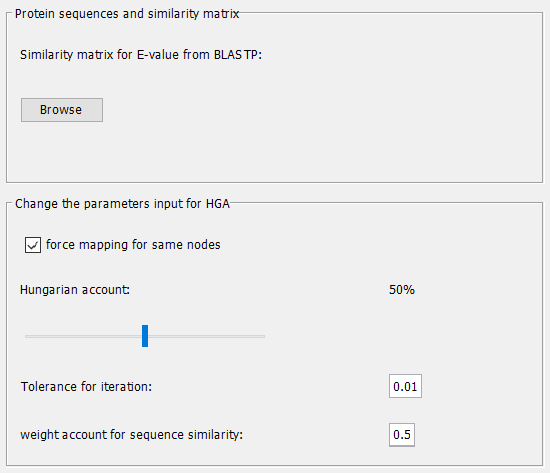 Protein sequences and similarity matrix
Similarity matrix for E-value from BLASTP:
Browse
Change the parameters input for HGA
force mapping for same nodes
Hungarian account: 50%
Tolerance for iteration: 0.01
weight account for sequence similarity: 0.5